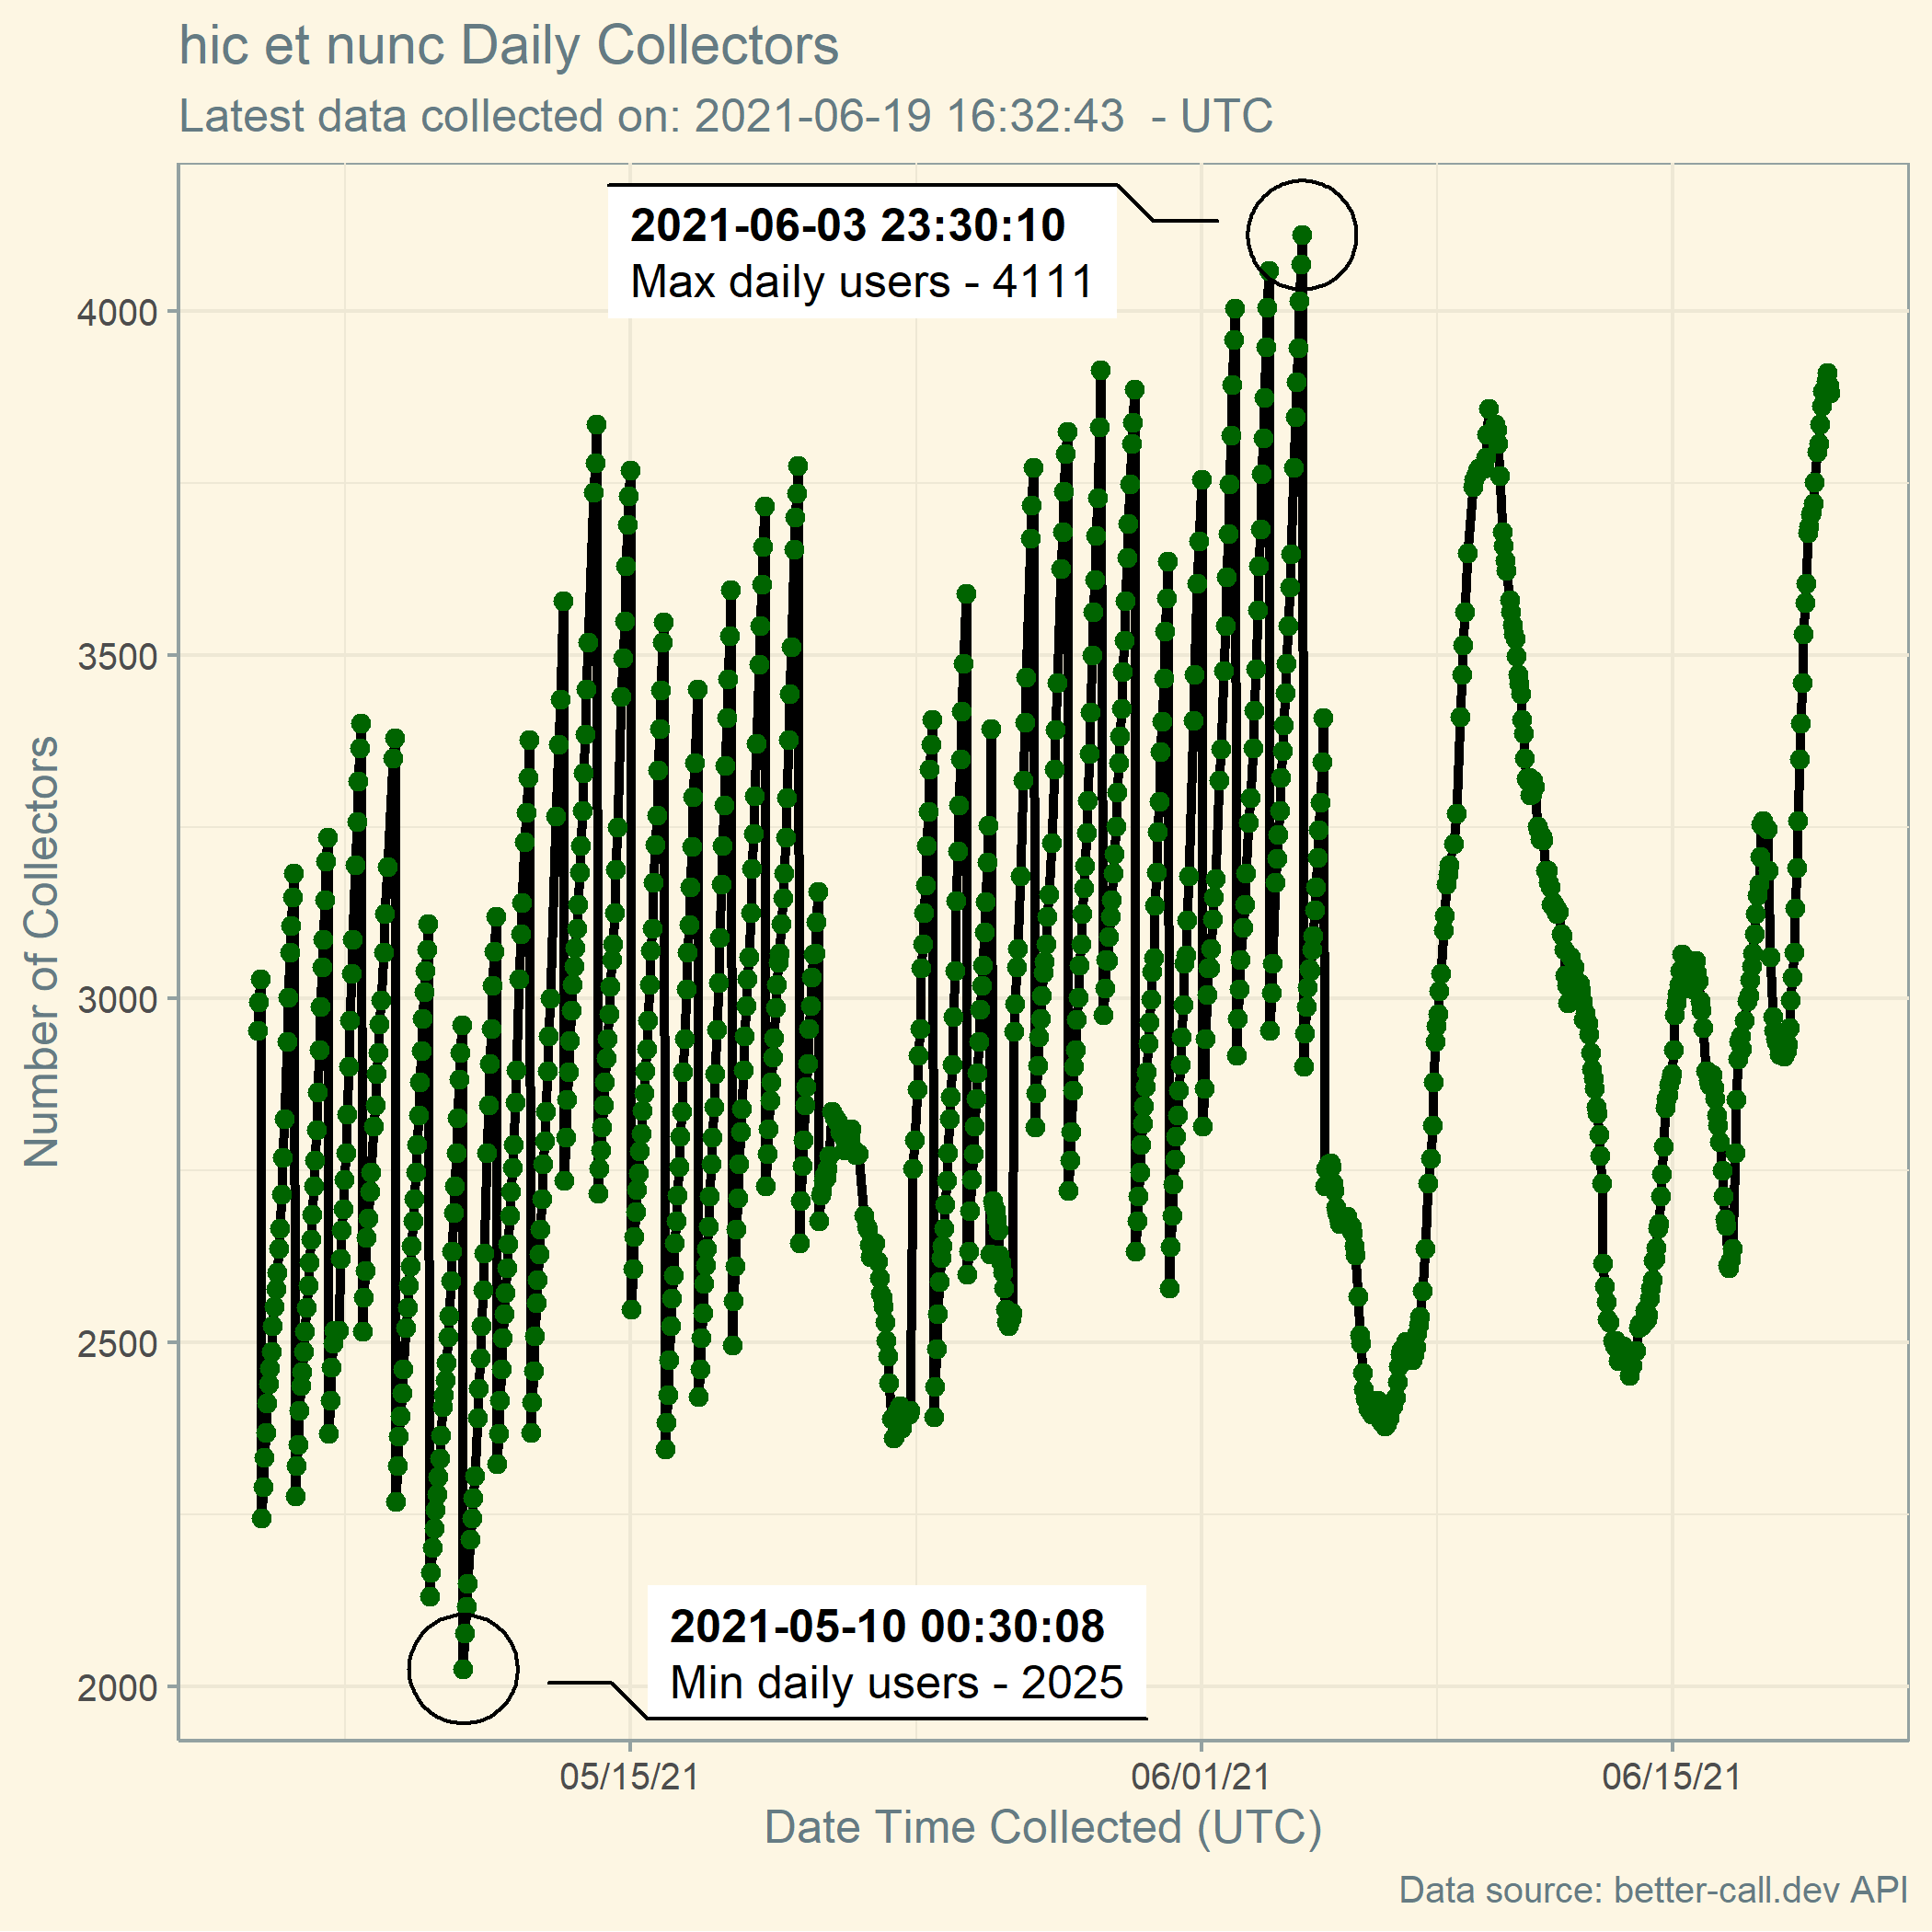 hic et nunc Daily Collectors
Latest data collected on: 2021-06-19 16:32:43  - UTC
2021-06-03 23:30:10
Max daily users - 4111
4000
3500
3000
2500
2000
Number of Collectors
2021-05-10 00:30:08
Min daily users - 2025
05/15/21
06/01/21
06/15/21
Date Time Collected (UTC)
Data source: better-call.dev API